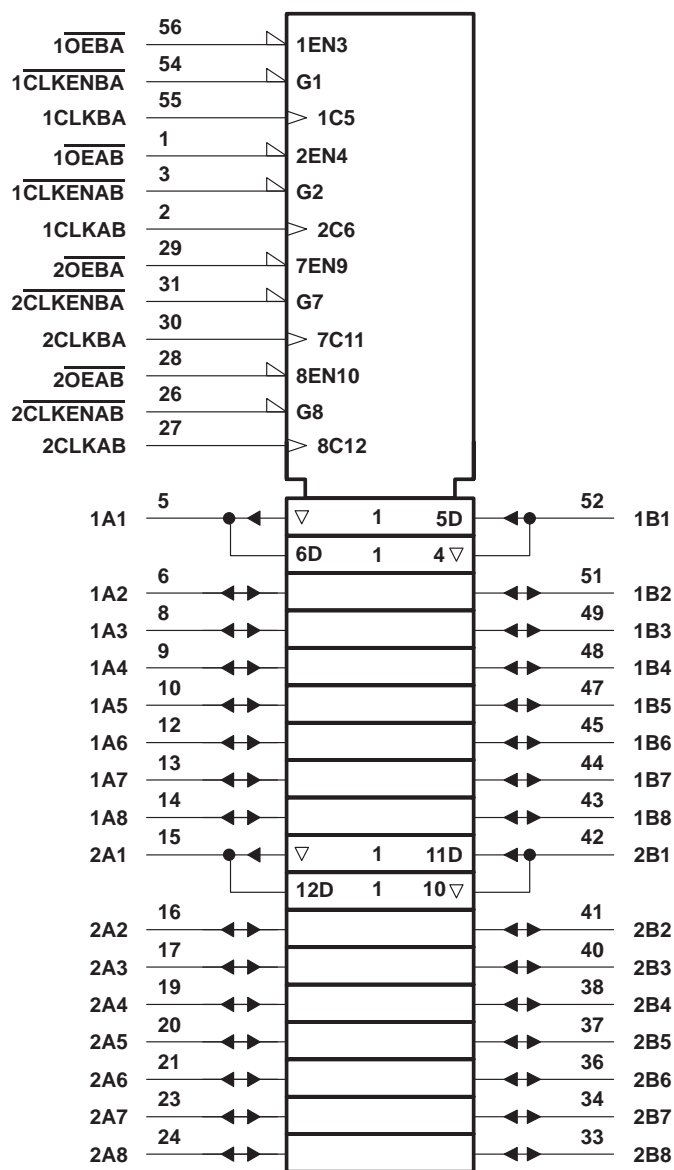 1OEBA 56 1EN3
1CLKENBA 54 G1
1CLKBA 55 1C5
1OEAB 1 2EN4
1CLKENAB 3 G2
1CLKAB 2 2C6
2OEBA 29 7EN9
2CLKENBA 31 G7
2CLKBA 30 7C11
2OEAB 28 8EN10
2CLKENAB 26 G8
2CLKAB 27 8C12
1A1 5 ▽ 1 5D 52 1B1
6D 1 4 ▽
1A2 6 51 1B2
1A3 8 49 1B3
1A4 9 48 1B4
1A5 10 47 1B5
1A6 12 45 1B6
1A7 13 44 1B7
1A8 14 43 1B8
2A1 15 ▽ 1 11D 42 2B1
12D 1 10 ▽
2A2 16 41 2B2
2A3 17 40 2B3
2A4 19 38 2B4
2A5 20 37 2B5
2A6 21 36 2B6
2A7 23 34 2B7
2A8 24 33 2B8